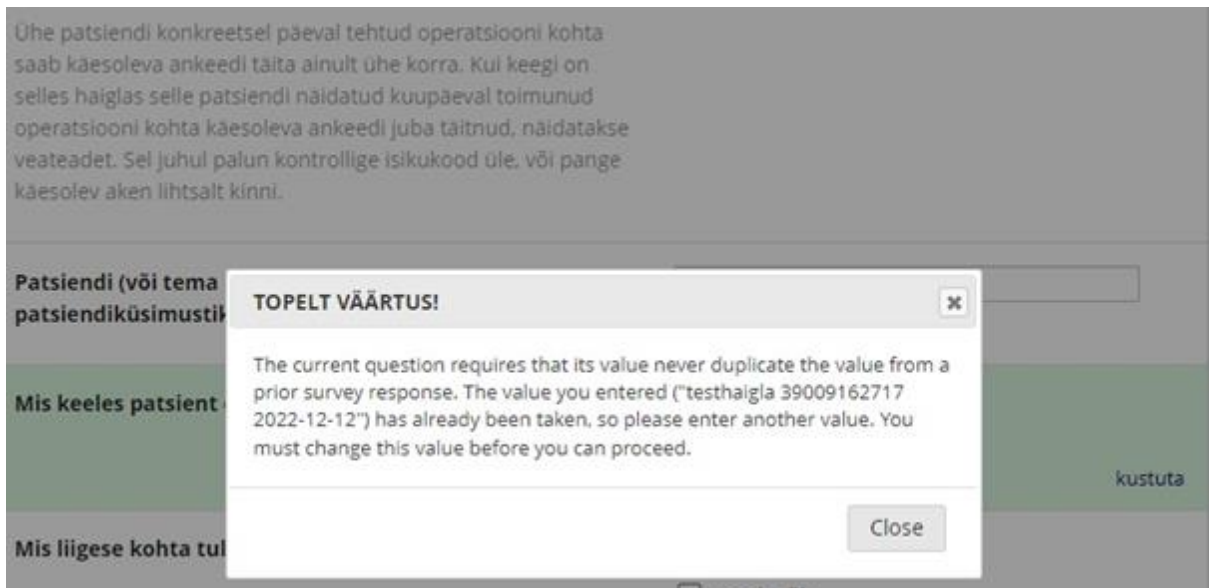 Ühe patsiendi konkreetsel päeval tehtud operatsiooni kohta
saab käesoleva ankeedi täita ainult ühe korra. Kui keegi on
selles haiglas selle patsiendi näidatud kuupäeval toimunud
operatsiooni kohta käesoleva ankeedi juba täitnud, näidatakse
veateadet. Sel juhul palun kontrollige isikukood üle, või pange
käesolev aken lihtsalt kinni.
Patsiendi (või tema
patsiendiküsimustik
TOPELT VÄÄRTUS!
The current question requires that its value never duplicate the value from a
prior survey response. The value you entered ("testhaigla 39009162717
2022-12-12") has already been taken, so please enter another value. You
must change this value before you can proceed.
Mis keeles patsient
kustuta
Close
Mis liigese kohta tul